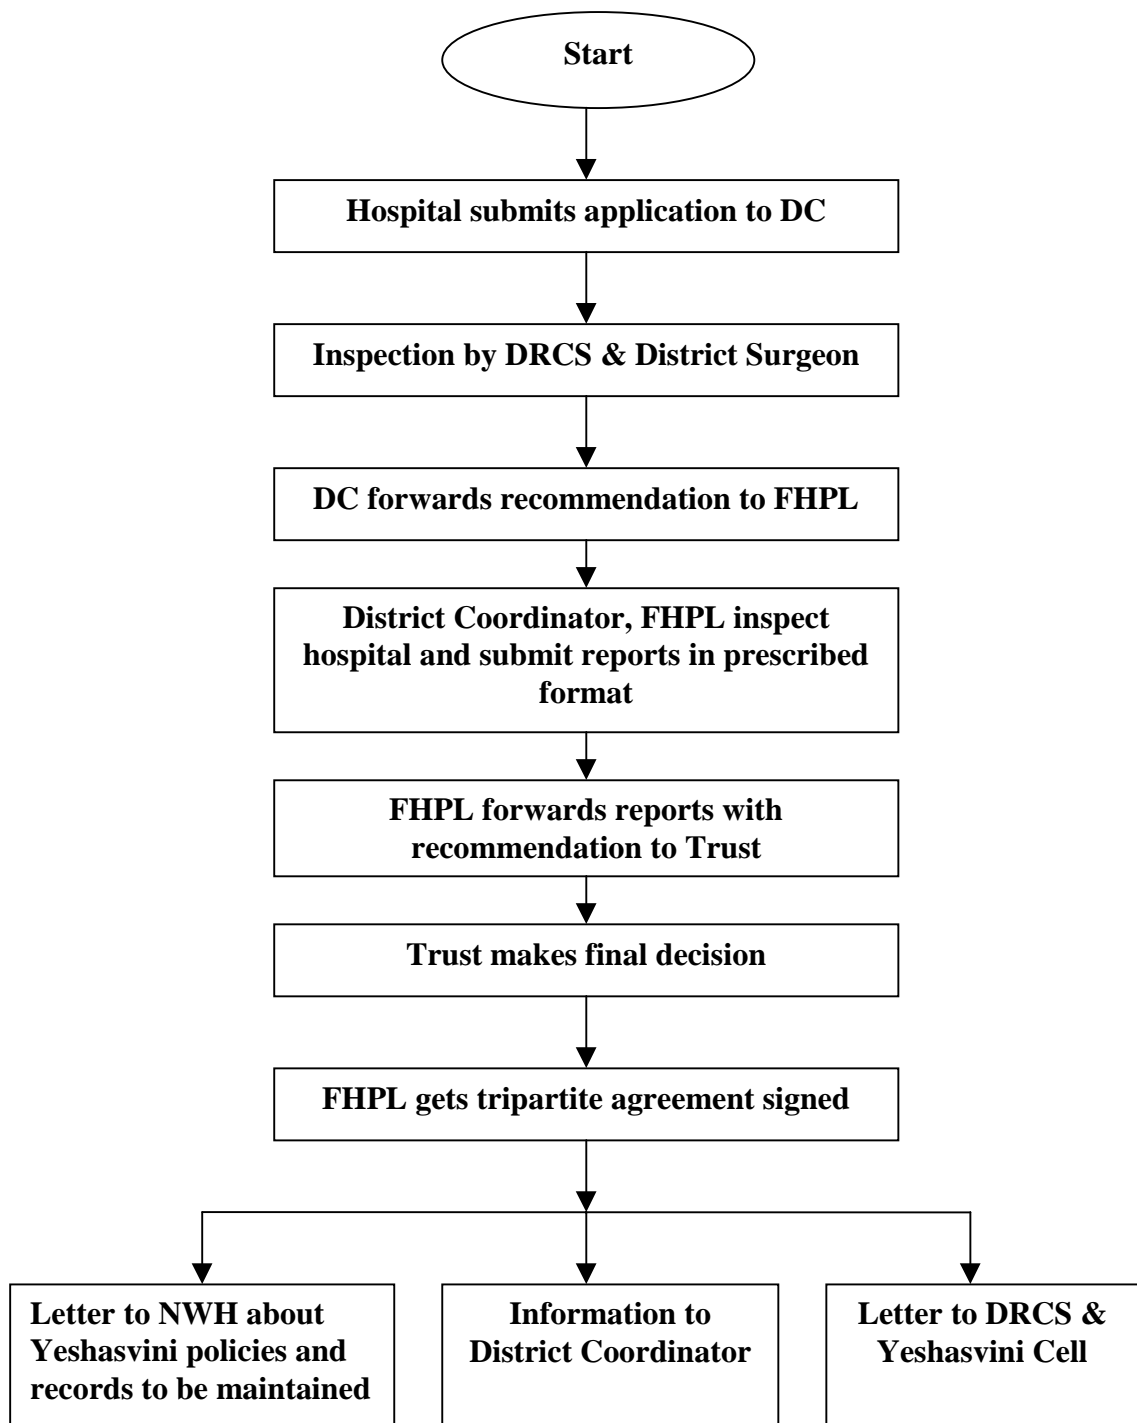 Start
Hospital submits application to DC
Inspection by DRCS & District Surgeon
DC forwards recommendation to FHPL
District Coordinator, FHPL inspect
hospital and submit reports in prescribed
format
FHPL forwards reports with
recommendation to Trust
Trust makes final decision
FHPL gets tripartite agreement signed
Letter to NWH about
Yeshasvini policies and
records to be maintained
Information to
District Coordinator
Letter to DRCS &
Yeshasvini Cell